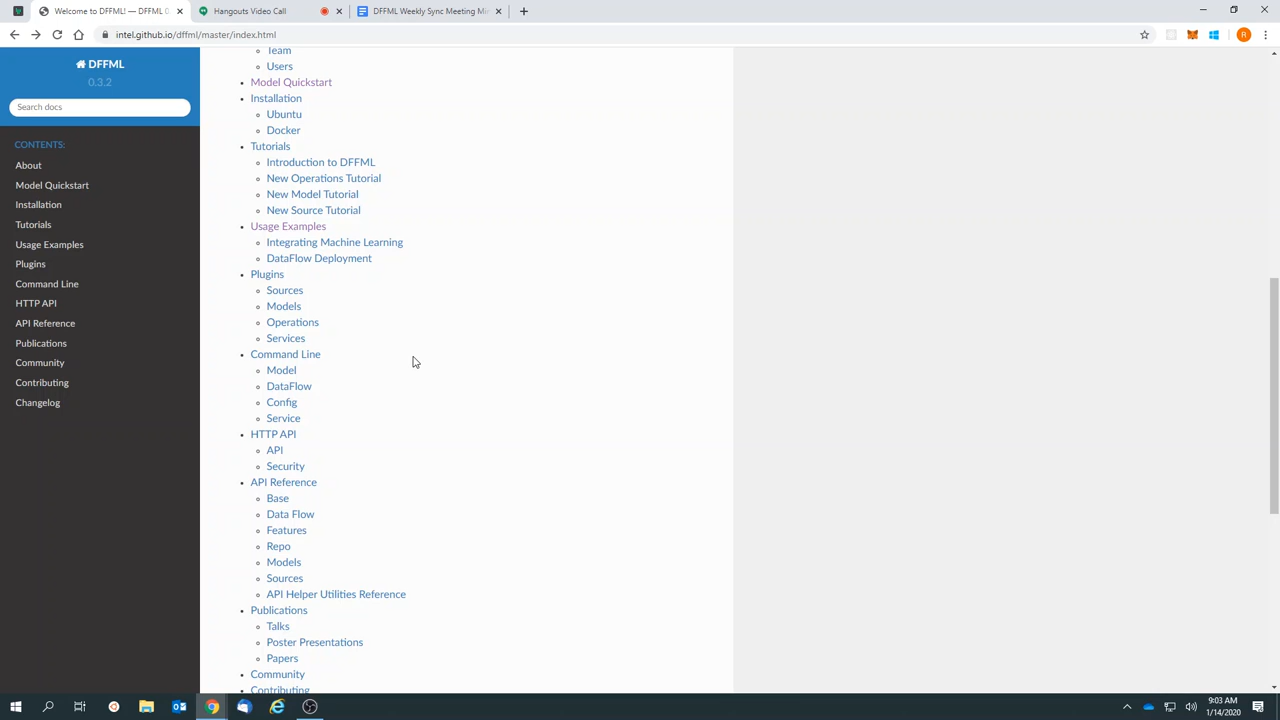 Welcome to DFFML! — DFFML 0
Hangouts Video Call
DFFML Weekly Sync Meeting Mi
intel.github.io/dffml/master/index.html
R
DFFML
0.3.2
Search docs
CONTENTS:
About
Model Quickstart
Installation
Tutorials
Usage Examples
Plugins
Command Line
HTTP API
API Reference
Publications
Community
Contributing
Changelog
Team
Users
Model Quickstart
Installation
Ubuntu
Docker
Tutorials
Introduction to DFFML
New Operations Tutorial
New Model Tutorial
New Source Tutorial
Usage Examples
Integrating Machine Learning
DataFlow Deployment
Plugins
Sources
Models
Operations
Services
Command Line
Model
DataFlow
Config
Service
HTTP API
API
Security
API Reference
Base
Data Flow
Features
Repo
Models
Sources
API Helper Utilities Reference
Publications
Talks
Poster Presentations
Papers
Community
Contributing
9:03 AM
1/14/2020